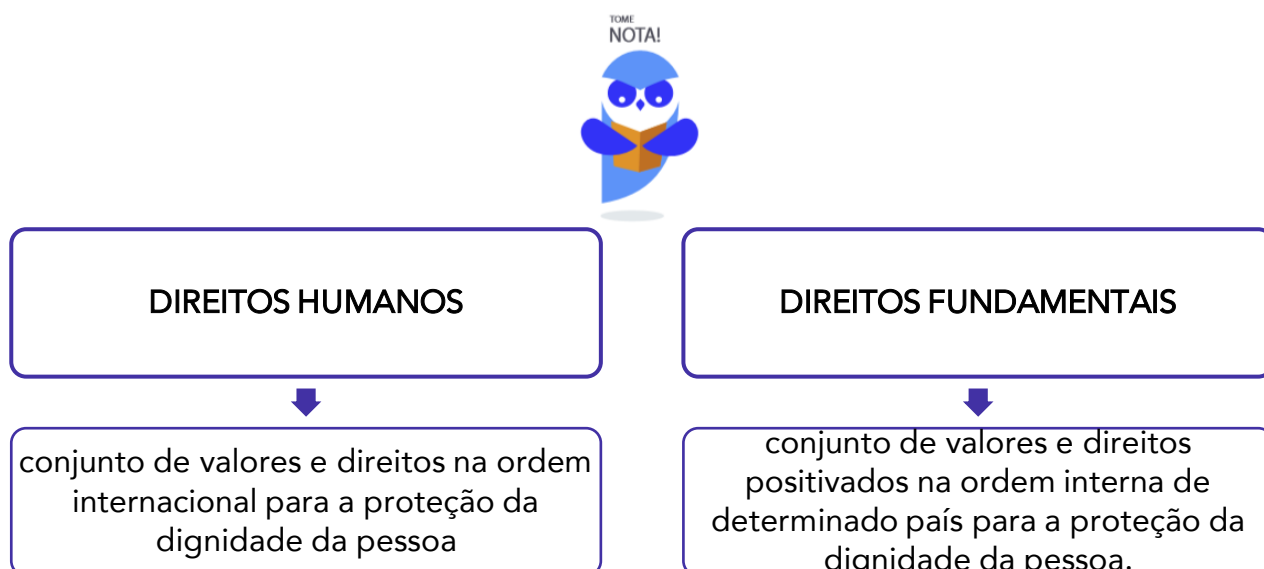 TOME
NOTA!
DIREITOS HUMANOS
DIREITOS FUNDAMENTAIS
conjunto de valores e direitos na ordem
internacional para a proteção da
dignidade da pessoa
conjunto de valores e direitos
positivados na ordem interna de
determinado país para a proteção da
dignidade da pessoa.